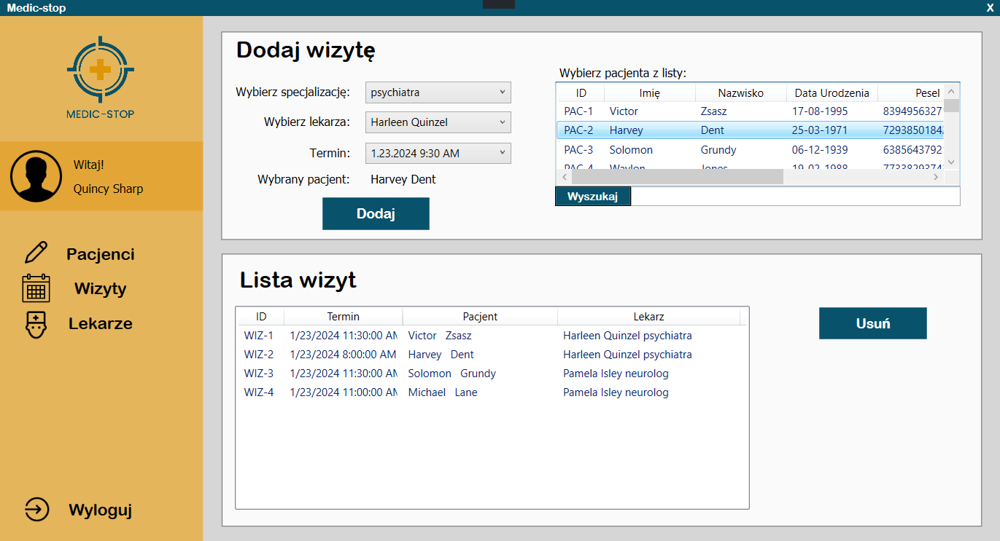 Medic-stop X
MEDIC-STOP
Witaj!
Quincy Sharp
Pacjenci
Wizyty
Lekarze
Wyloguj
Dodaj wizytę
Wybierz specjalizację: psychiatra
Wybierz lekarza: Harleen Quinzel
Termin: 1.23.2024 9:30 AM
Wybrany pacjent: Harvey Dent
Dodaj
Wybierz pacjenta z listy:
ID Imię Nazwisko Data Urodzenia Pesel
PAC-1 Victor Zsasz 17-08-1995 8394956327
PAC-2 Harvey Dent 25-03-1971 7293850184
PAC-3 Solomon Grundy 06-12-1939 6385643792
PAC-4 Waylon Jones 19-02-1988 7733829374
Wyszukaj
Lista wizyt
ID Termin Pacjent Lekarz
WIZ-1 1/23/2024 11:30:00 AM Victor Zsasz Harleen Quinzel psychiatra
WIZ-2 1/23/2024 8:00:00 AM Harvey Dent Harleen Quinzel psychiatra
WIZ-3 1/23/2024 11:30:00 AM Solomon Grundy Pamela Isley neurolog
WIZ-4 1/23/2024 11:00:00 AM Michael Lane Pamela Isley neurolog
Usuń